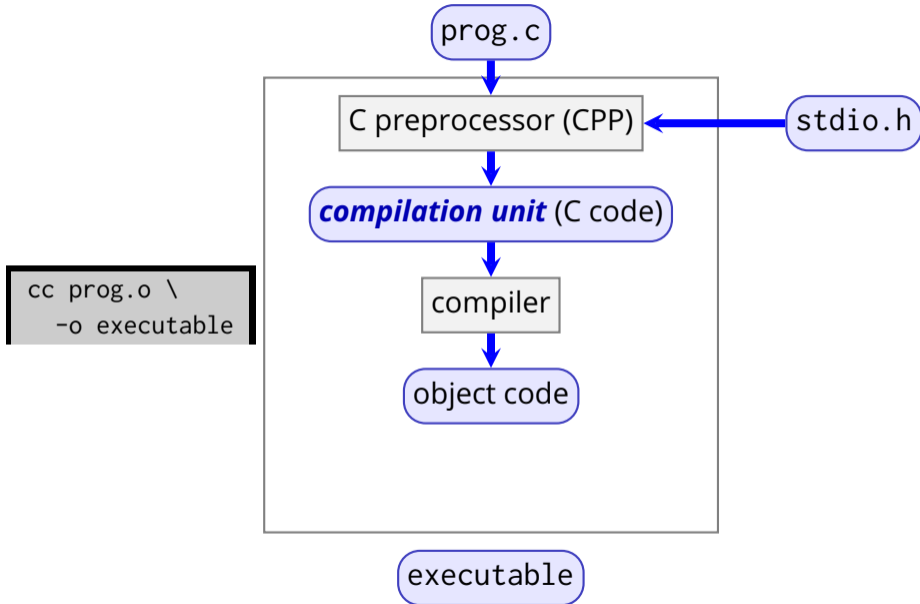 prog.c
C preprocessor (CPP)
stdio.h
compilation unit (C code)
cc prog.o \
-o executable
compiler
object code
executable